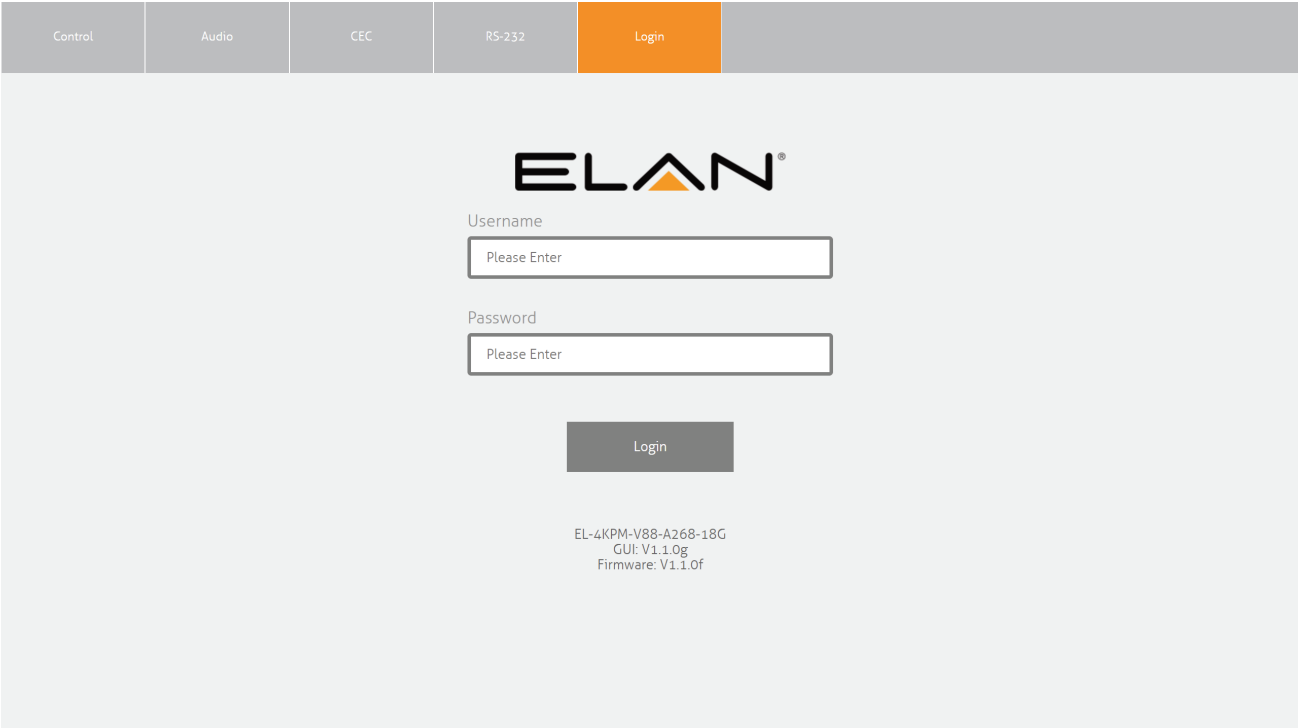 Control Audio CEC RS-232 Login
ELAN®
Username
Please Enter
Password
Please Enter
Login
EL-4KPM-V88-A268-18G
GUI: V1.1.0g
Firmware: V1.1.0f